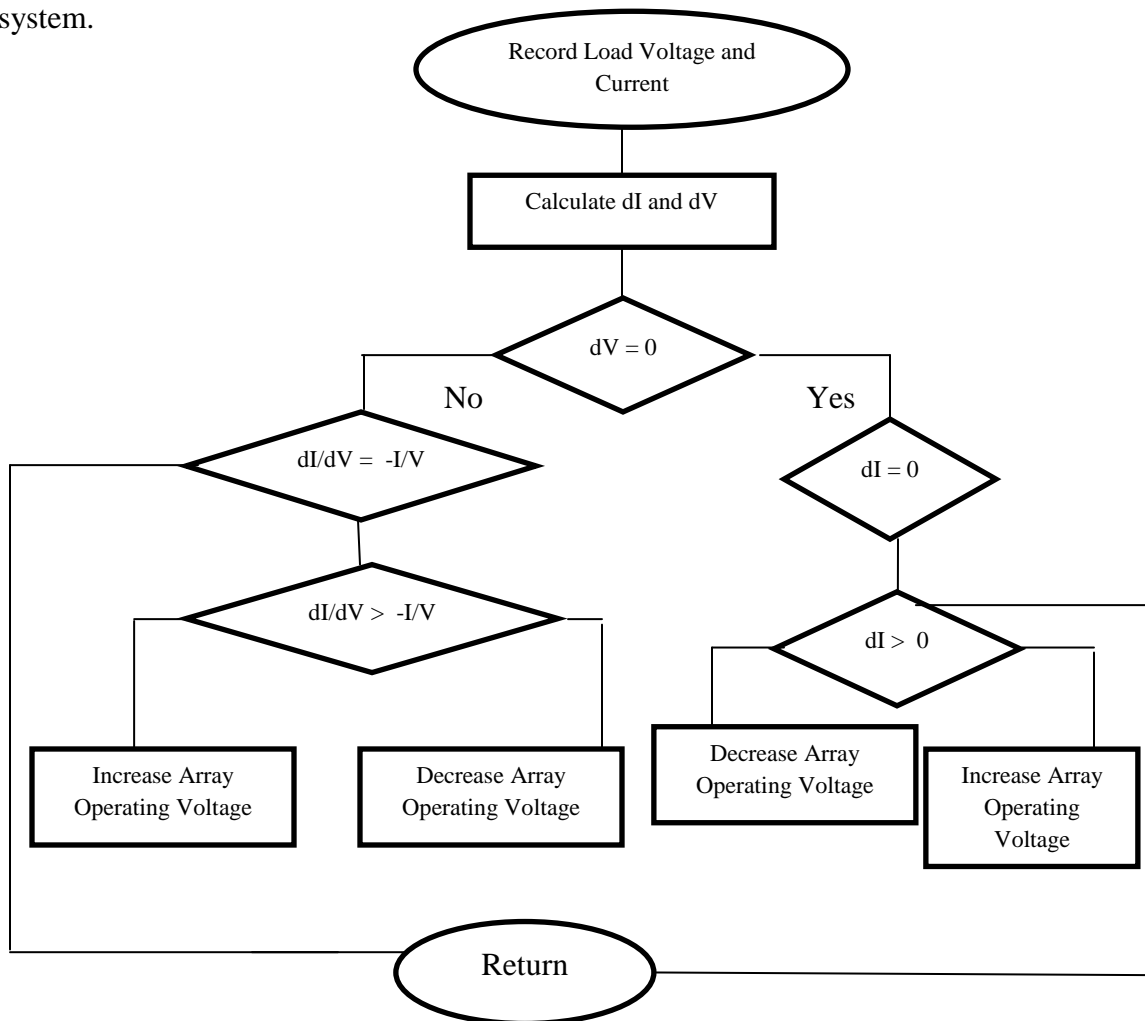 system.
Record Load Voltage and
Current
Calculate dI and dV
dV = 0
No
Yes
dI/dV = -I/V
dI = 0
dI/dV > -I/V
dI > 0
Increase Array
Operating Voltage
Decrease Array
Operating Voltage
Decrease Array
Operating Voltage
Increase Array
Operating
Voltage
Return